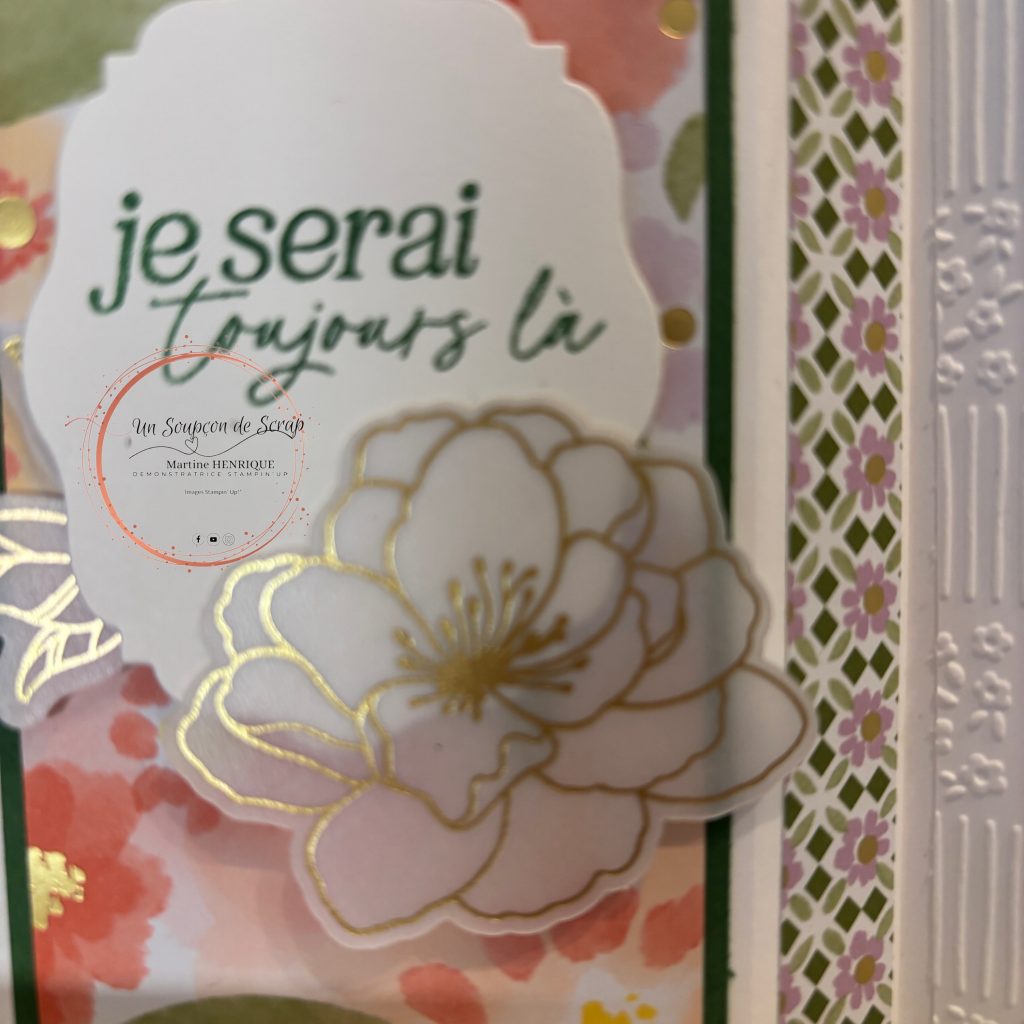 je serai
toujours là
Un Soupçon de Scrap
Martine HENRIQUE
DEMONSTRATRICE STAMPIN' UP
Images Stampin' Up!®